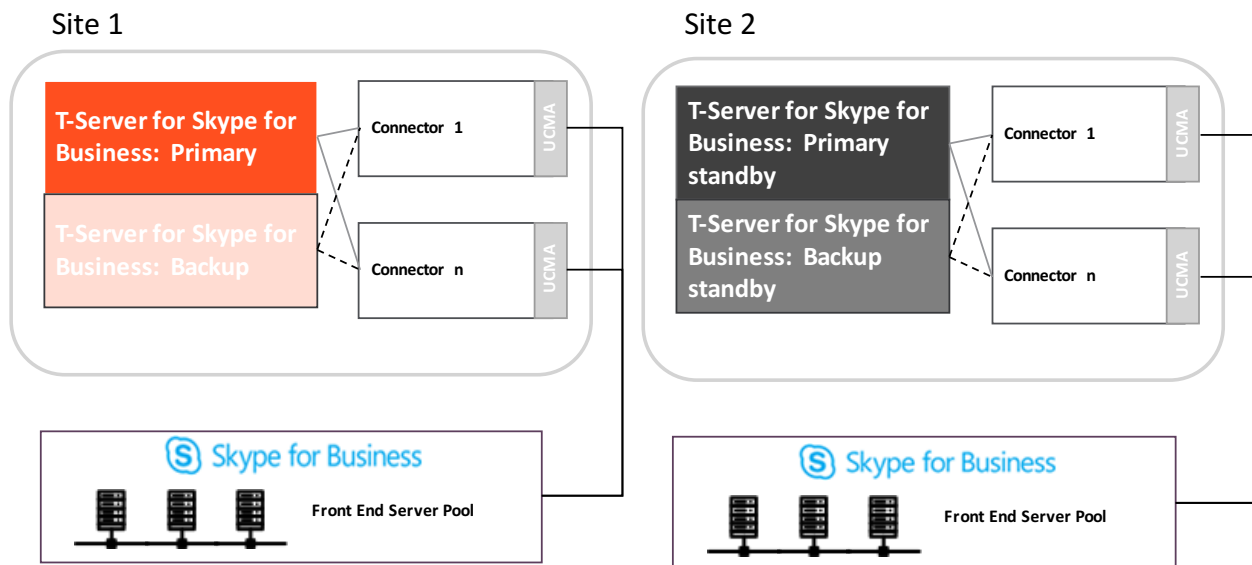 Site 1
T-Server for Skype for
Business:  Primary
T-Server for Skype for
Business:  Backup
Connector  1
UCMA
Connector  n
UCMA
S Skype for Business
Front End Server Pool
Site 2
T-Server for Skype for
Business:  Primary
standby
T-Server for Skype for
Business:  Backup
standby
Connector  1
UCMA
Connector  n
UCMA
S Skype for Business
Front End Server Pool